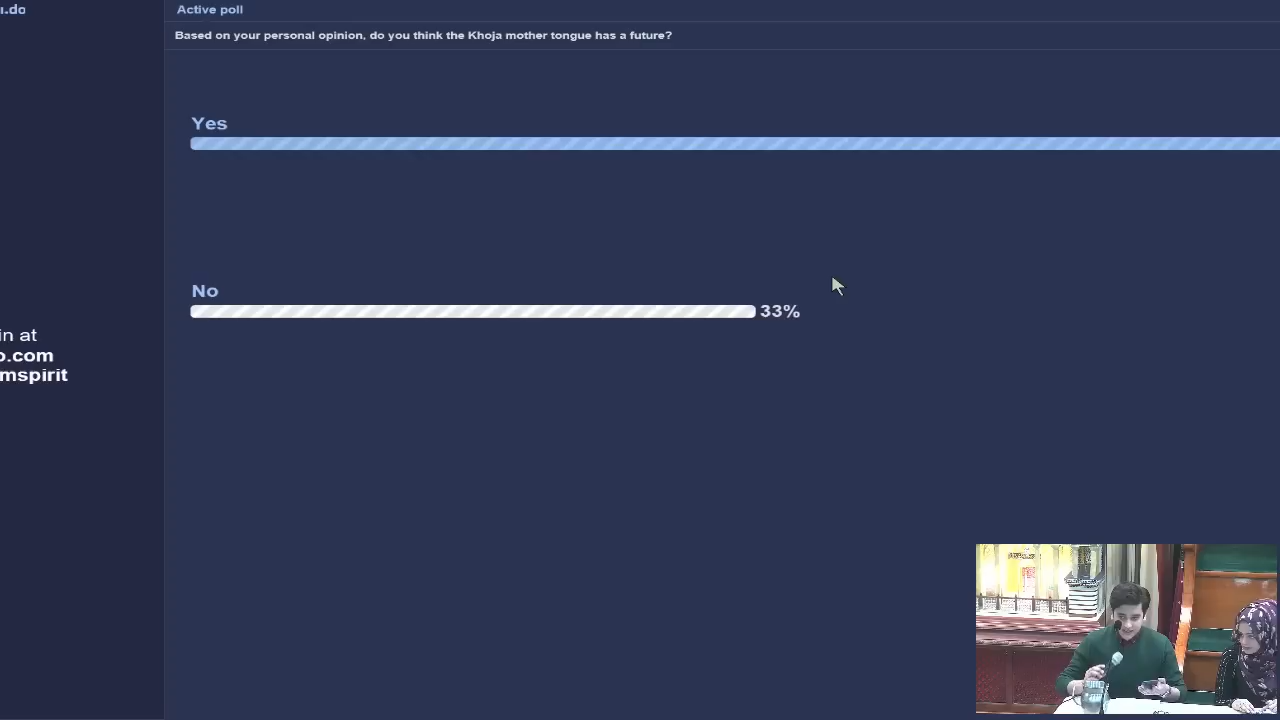 ı.do
Active poll
Based on your personal opinion, do you think the Khoja mother tongue has a future?
Yes
No
33%
in at
o.com
mspirit